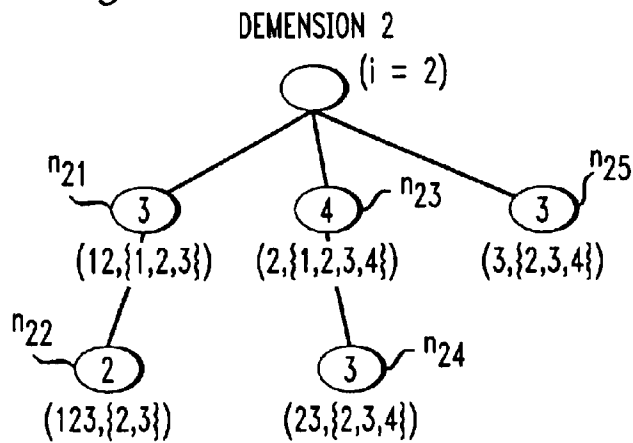 DEMENSION 2
(i = 2)
n21 n23 n25
3 4 3
(12,{1,2,3}) (2,{1,2,3,4}) (3,{2,3,4})
n22 n24
2 3
(123,{2,3}) (23,{2,3,4})